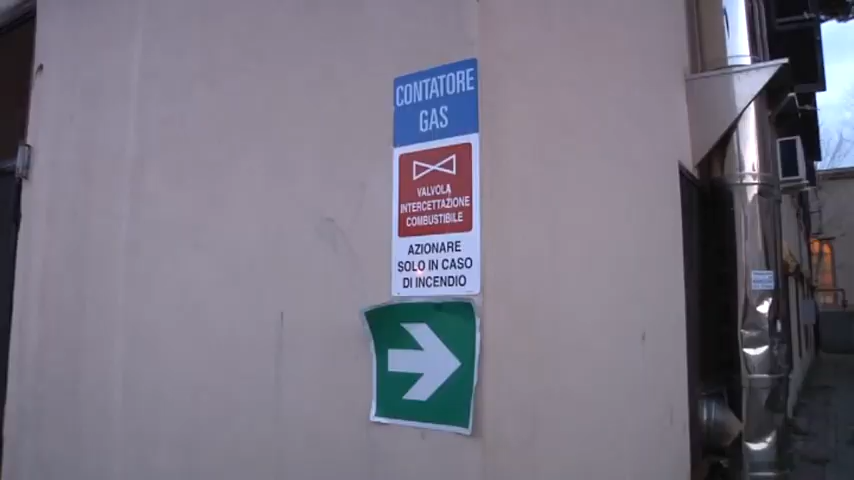 CONTATORE
GAS
VALVOLA
INTERCETTAZIONE
COMBUSTIBILE
AZIONARE
SOLO IN CASO
DI INCENDIO